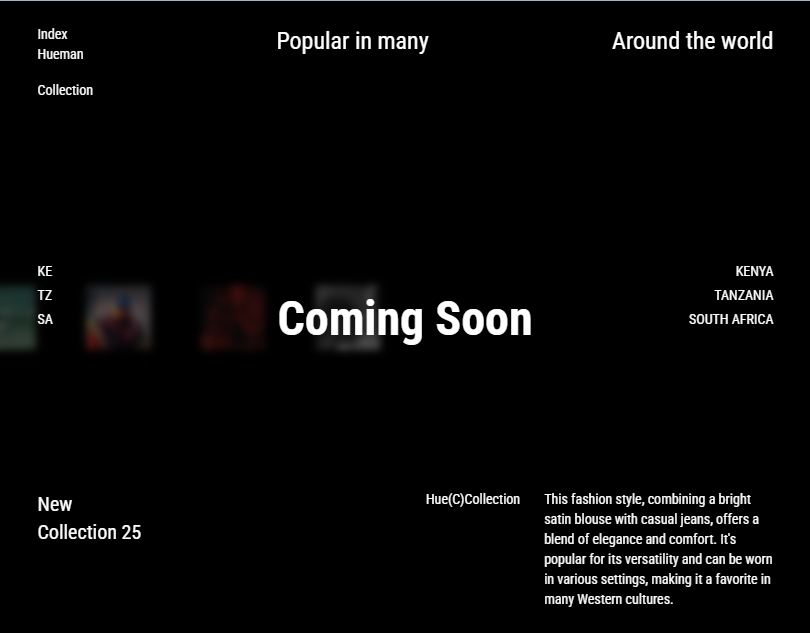 Index
Hueman
Collection
Popular in many
Around the world
KE
TZ
SA
Coming Soon
KENYA
TANZANIA
SOUTH AFRICA
New
Collection 25
Hue(C)Collection
This fashion style, combining a bright
satin blouse with casual jeans, offers a
blend of elegance and comfort. It's
popular for its versatility and can be worn
in various settings, making it a favorite in
many Western cultures.